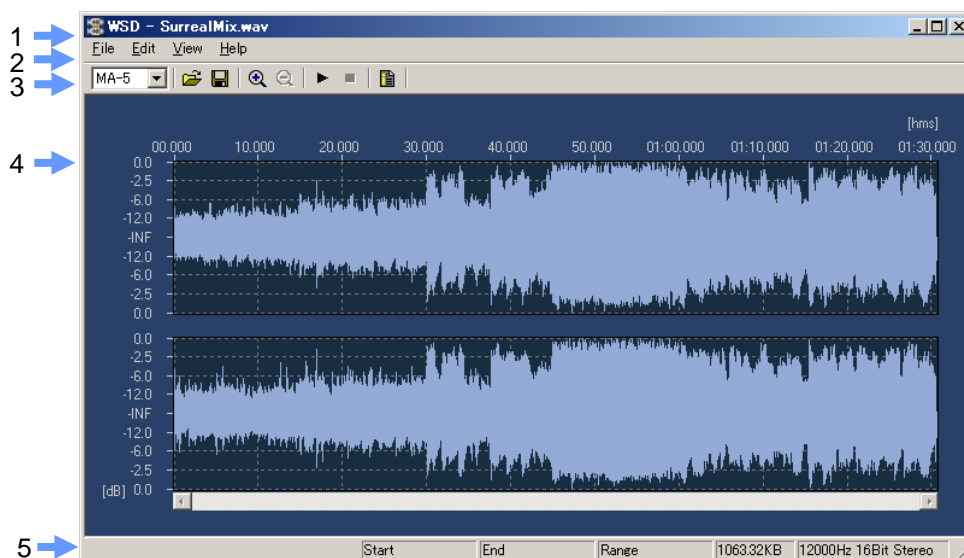 WSD - SurrealMix.wav
1
File Edit View Help
2
MA-5
3
[hms]
00.000 10.000 20.000 30.000 40.000 50.000 01:00.000 01:10.000 01:20.000 01:30.000
4
0.0
-2.5
-6.0
-12.0
-INF
-12.0
-6.0
-2.5
0.0
0.0
-2.5
-6.0
-12.0
-INF
-12.0
-6.0
-2.5
[dB] 0.0
5
Start End Range 1063.32KB 12000Hz 16Bit Stereo